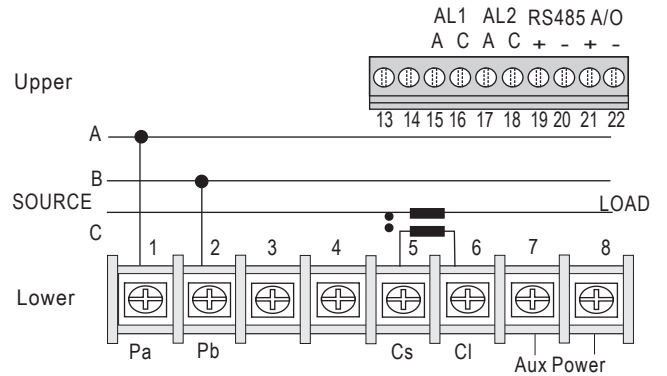 AL1 AL2 RS485 A/O
A C A C + - + -
Upper
13 14 15 16 17 18 19 20 21 22
A
B
SOURCE LOAD
C
1 2 3 4 5 6 7 8
Lower
Pa Pb Cs Cl
Aux Power